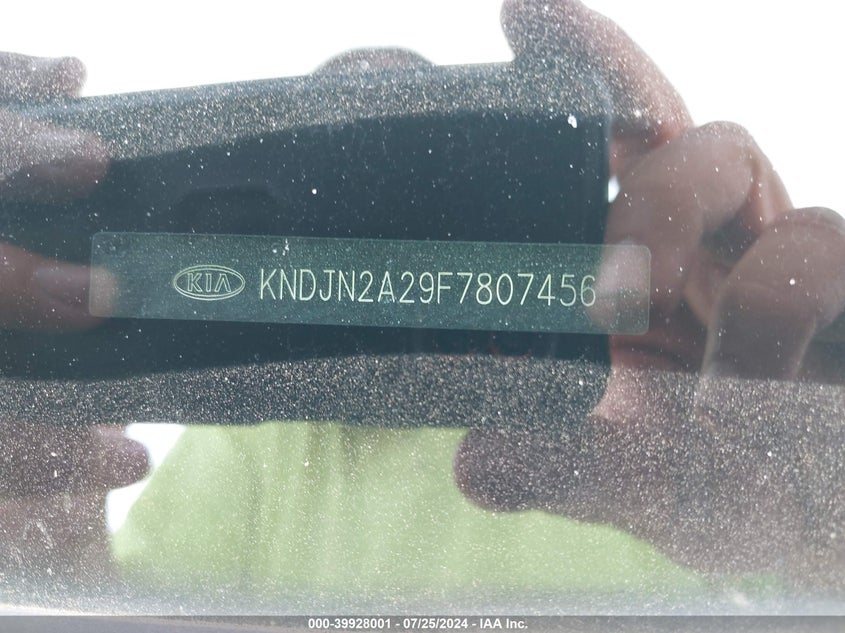 KIA KNDJN2A29F7807456
000-39928001 - 07/25/2024 - IAA Inc.